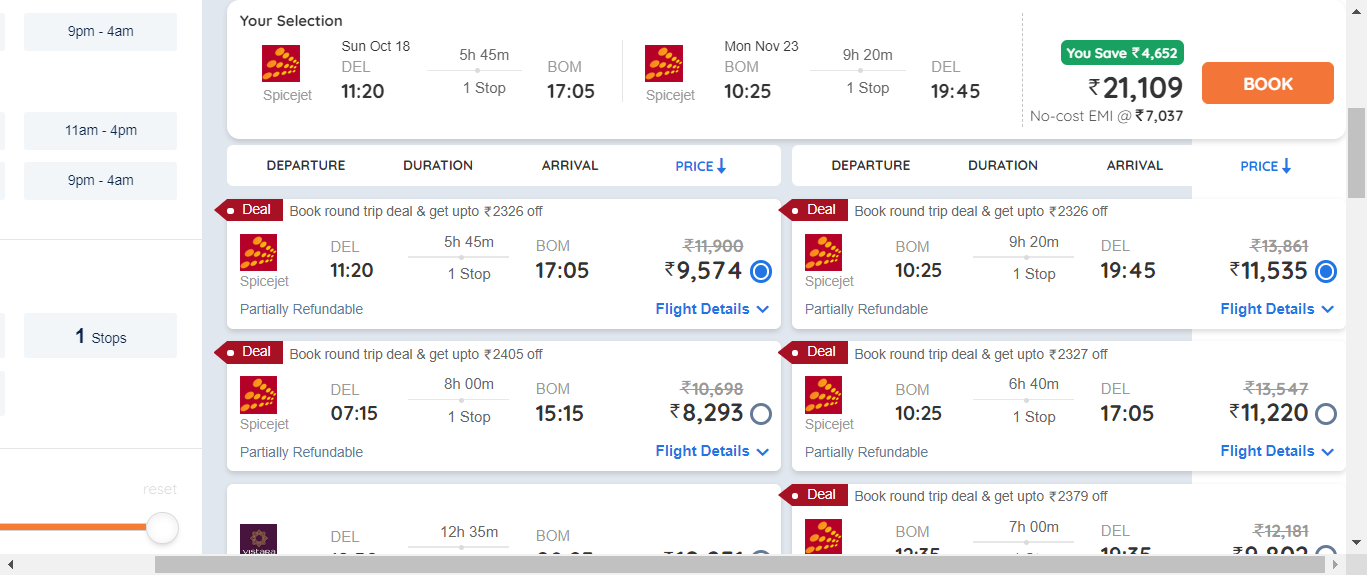 9pm - 4am
11am - 4pm
9pm - 4am
1 Stops
reset
Your Selection
Spicejet
Sun Oct 18
DEL
11:20
5h 45m
1 Stop
BOM
17:05
Spicejet
Mon Nov 23
BOM
10:25
9h 20m
1 Stop
DEL
19:45
You Save ₹4,652
₹21,109
No-cost EMI @ ₹7,037
BOOK
DEPARTURE DURATION ARRIVAL PRICE
Deal Book round trip deal & get upto ₹2326 off
Spicejet
DEL
11:20
5h 45m
1 Stop
BOM
17:05
₹11,900
₹9,574
Partially Refundable
Flight Details
Deal Book round trip deal & get upto ₹2405 off
Spicejet
DEL
07:15
8h 00m
1 Stop
BOM
15:15
₹10,698
₹8,293
Partially Refundable
Flight Details
DEL
12h 35m
BOM
DEPARTURE DURATION ARRIVAL PRICE
Deal Book round trip deal & get upto ₹2326 off
Spicejet
BOM
10:25
9h 20m
1 Stop
DEL
19:45
₹13,861
₹11,535
Partially Refundable
Flight Details
Deal Book round trip deal & get upto ₹2327 off
Spicejet
BOM
10:25
6h 40m
1 Stop
DEL
17:05
₹13,547
₹11,220
Partially Refundable
Flight Details
Deal Book round trip deal & get upto ₹2379 off
BOM
12:35
7h 00m
DEL
19:35
₹12,181
₹9,802